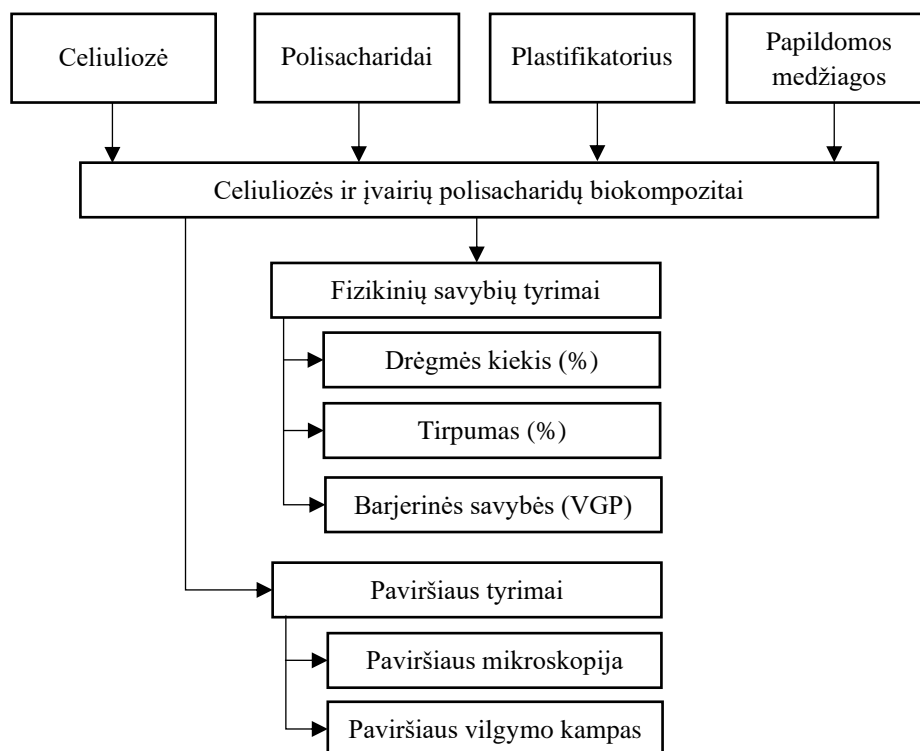 Celiuliozė
Polisacharidai
Plastifikatorius
Papildomos
medžiagos
Celiuliozės ir įvairių polisacharidų biokompozitai
Fizikinių savybių tyrimai
Drėgmės kiekis (%)
Tirpumas (%)
Barjerinės savybės (VGP)
Paviršiaus tyrimai
Paviršiaus mikroskopija
Paviršiaus vilgymo kampas